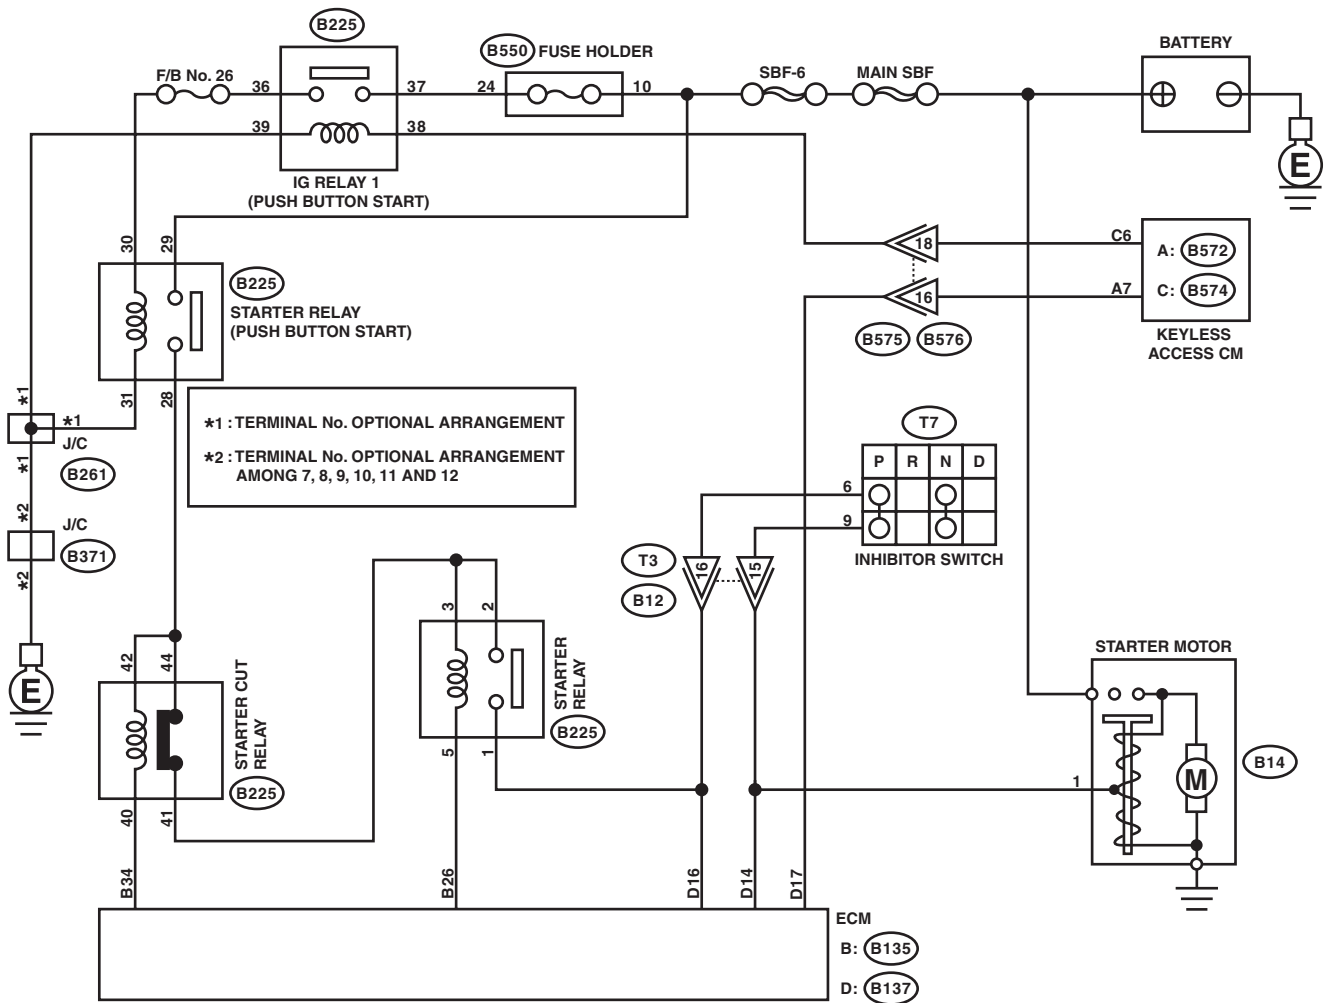 B225
BATTERY
B550 FUSE HOLDER
F/B No. 26
SBF-6
MAIN SBF
36
37
24
10
39
38
E
IG RELAY 1
(PUSH BUTTON START)
30
29
18
C6
A: B572
16
A7
C: B574
B225
STARTER RELAY
(PUSH BUTTON START)
B575
B576
KEYLESS
ACCESS CM
31
28
*1
*1
J/C
*1
B261
*1 : TERMINAL No. OPTIONAL ARRANGEMENT
*2 : TERMINAL No. OPTIONAL ARRANGEMENT
AMONG 7, 8, 9, 10, 11 AND 12
T7
P R N D
6
9
INHIBITOR SWITCH
*2
J/C
B371
*2
T3
B12
16
15
3
2
STARTER
RELAY
B225
5
1
E
42
44
STARTER CUT
RELAY
B225
40
41
STARTER MOTOR
1
M
B14
B34
B26
D16
D14
D17
ECM
B: B135
D: B137